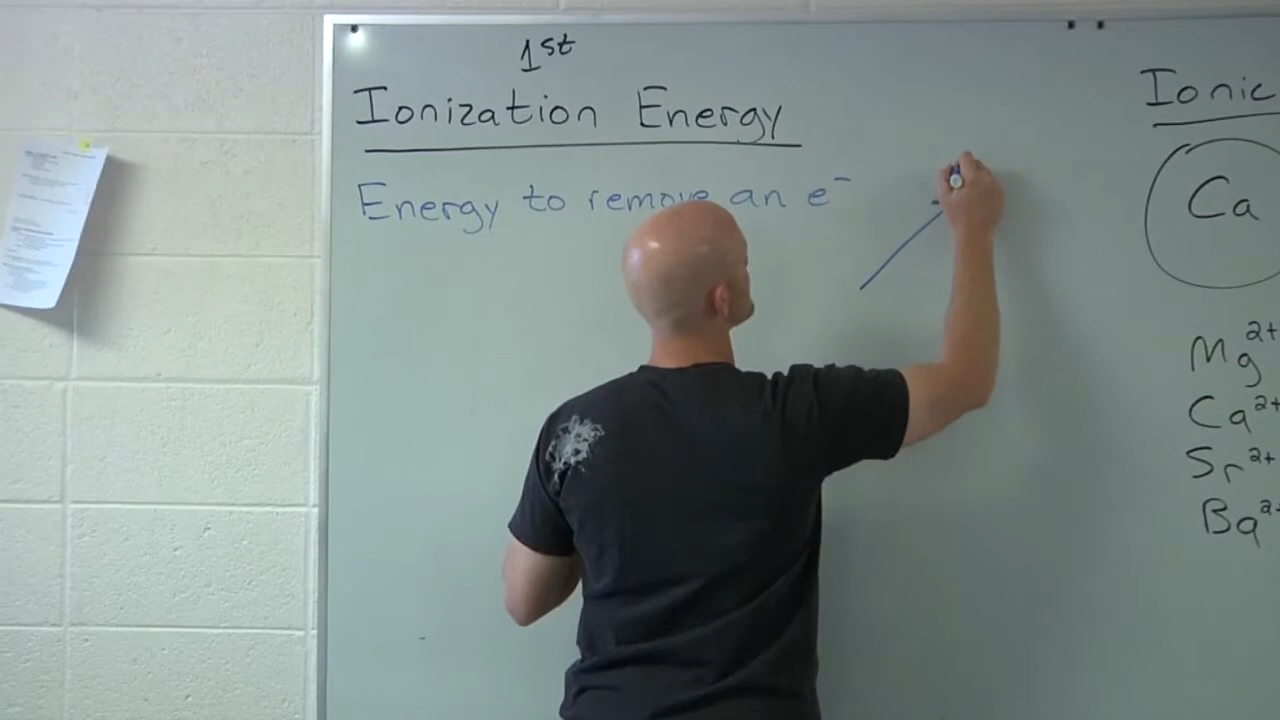 1st
Ionization Energy
Energy to remove an e⁻
Ionic
Ca
Mg²⁺
Ca²⁺
Sr²⁺
Ba²⁺